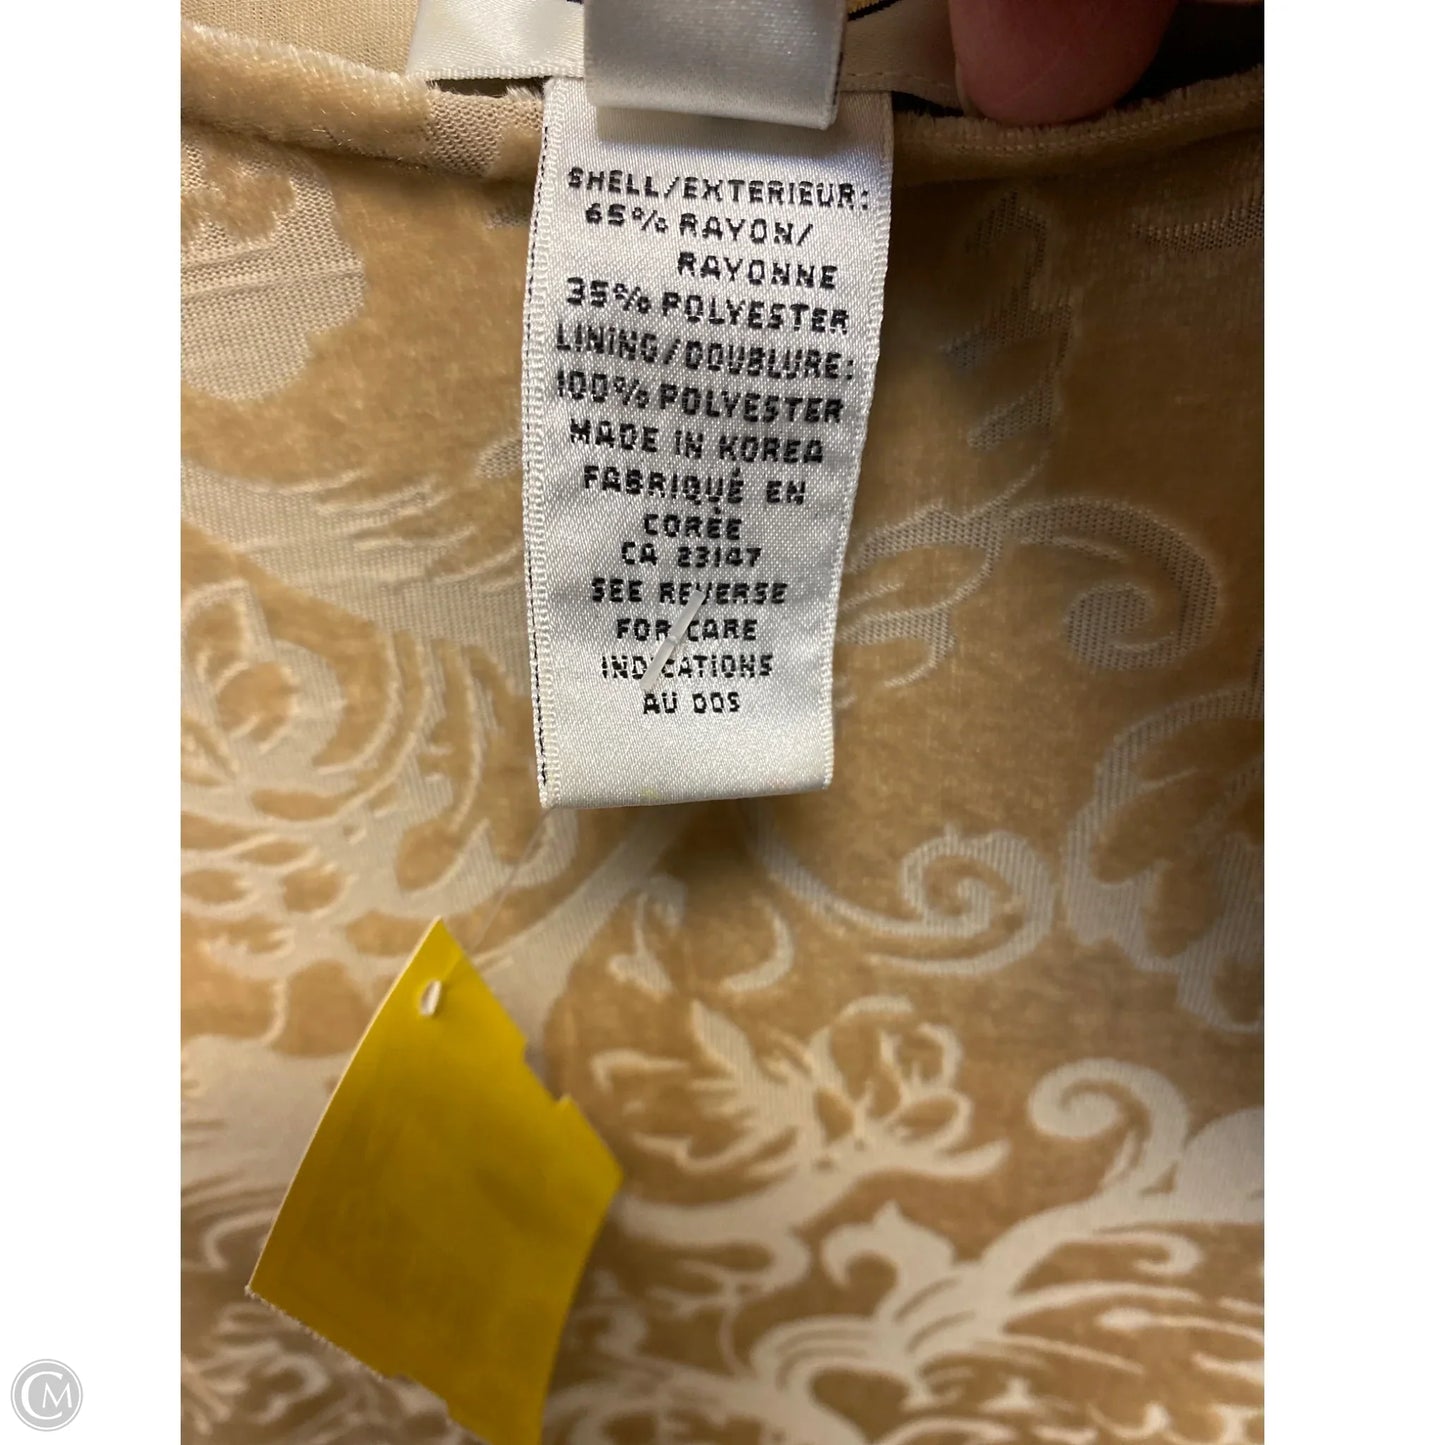 SHELL/EXTERIEUR:
65% RAYON/
RAYONNE
35% POLYESTER
LINING/DOUBLURE:
100% POLYESTER
MADE IN KOREA
FABRIQUÉ EN
CORÉE
CA 23147
SEE REVERSE
FOR CARE
INDICATIONS
AU DOS
CM